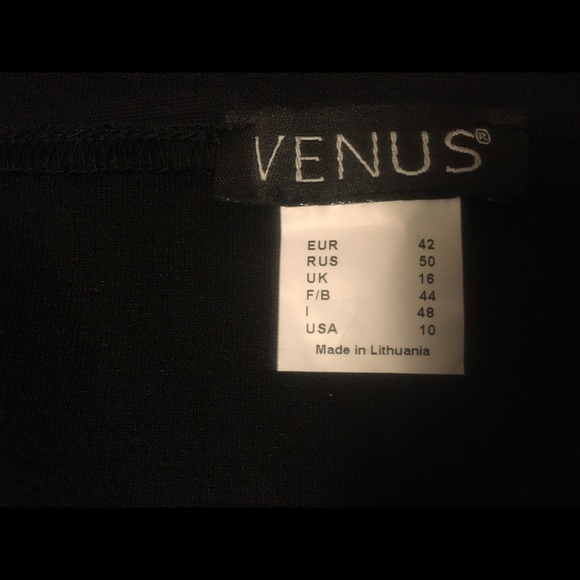 VENUS®
EUR 42
RUS 50
UK 16
F/B 44
I 48
USA 10
Made in Lithuania